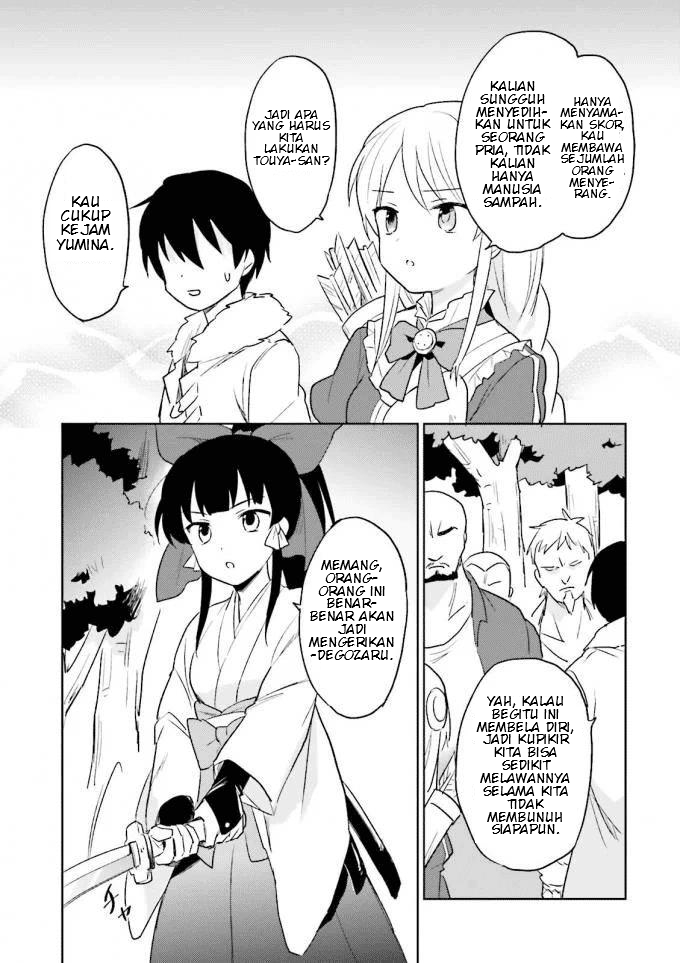 HANYA
MENYAMA-
KAN SKOR,
KAU
MEMBAWA
SEJUMLAH
ORANG
MENYE-
RANG.
KALIAN
SUNGGUH
MENYEDIH-
KAN UNTUK
SEORANG
PRIA, TIDAK
KALIAN
HANYA
MANUSIA
SAMPAH.
JADI APA
YANG HARUS
KITA
LAKUKAN
TOUYA-SAN?
KAU
CUKUP
KEJAM
YUMINA.
YAH, KALAU
BEGITU INI
MEMBELA DIRI,
JADI KUPIKIR
KITA BISA
SEDIKIT
MELAWANNYA
SELAMA KITA
TIDAK
MEMBUNUH
SIAPAPUN.
MEMANG,
ORANG-
ORANG INI
BENAR-
BENAR AKAN
JADI
MENGERIKAN
-DEGOZARU.
チャ